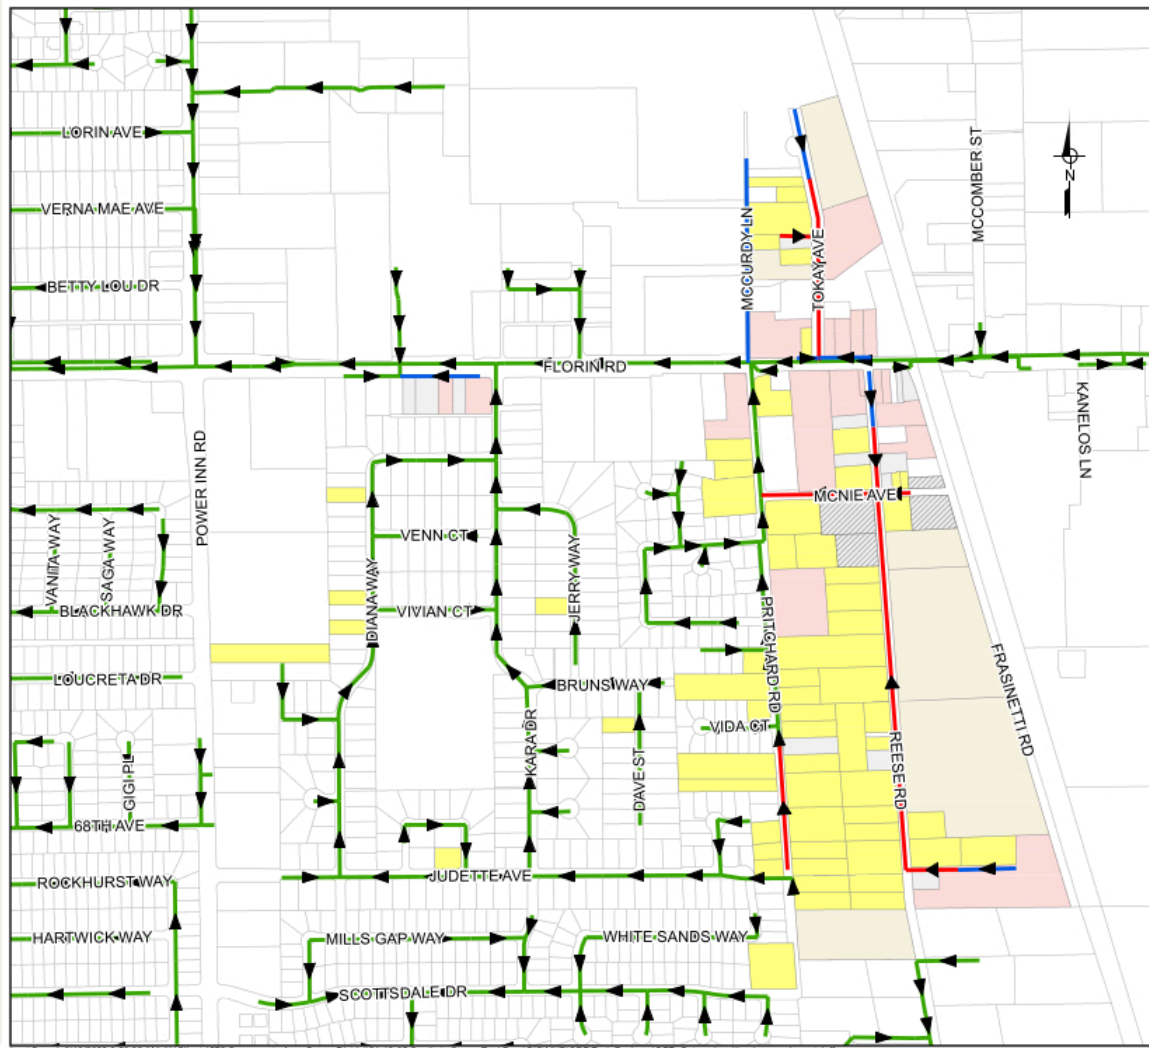 LORIN AVE
VERNA MAE AVE
BETTY LOU DR
MCCURDY LN
TOKAY AVE
MCCOMBER ST
N
FLORIN RD
KANELOS LN
POWER INN RD
MCNIE AVE
VANITA WAY
SAGA WAY
BLACKHAWK DR
VENN CT
DIANA WAY
VIVIAN CT
JERRY WAY
PRITCHARD RD
FRASINETTI RD
LOUCRETA DR
BRUNS WAY
VIDA CT
KARA DR
DAVE ST
REESE RD
GIGI PL
68TH AVE
ROCKHURST WAY
JUDETTE AVE
HARTWICK WAY
MILLS GAP WAY
WHITE SANDS WAY
SCOTTSDALE DR